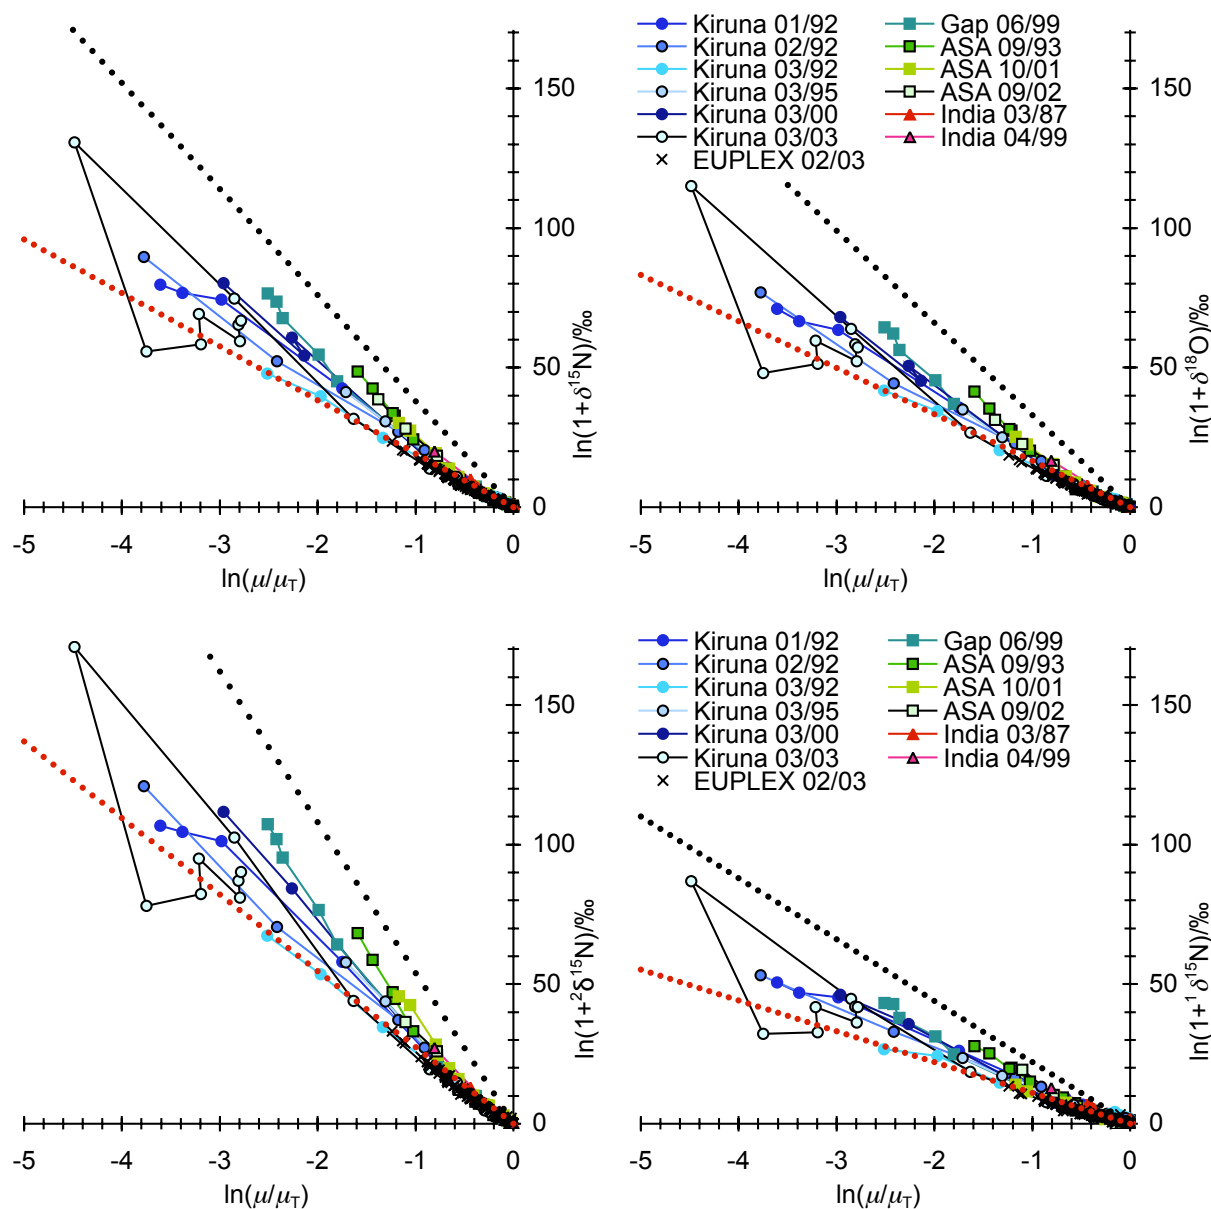 150
100
50
0
ln(1+δ¹⁵N)/‰
-5 -4 -3 -2 -1 0
ln(μ/μ_T)
Kiruna 01/92 Gap 06/99
Kiruna 02/92 ASA 09/93
Kiruna 03/92 ASA 10/01
Kiruna 03/95 ASA 09/02
Kiruna 03/00 India 03/87
Kiruna 03/03 India 04/99
EUPLEX 02/03
150
100
50
0
ln(1+δ¹⁸O)/‰
-5 -4 -3 -2 -1 0
ln(μ/μ_T)
150
100
50
0
ln(1+²δ¹⁵N)/‰
-5 -4 -3 -2 -1 0
ln(μ/μ_T)
Kiruna 01/92 Gap 06/99
Kiruna 02/92 ASA 09/93
Kiruna 03/92 ASA 10/01
Kiruna 03/95 ASA 09/02
Kiruna 03/00 India 03/87
Kiruna 03/03 India 04/99
EUPLEX 02/03
150
100
50
0
ln(1+¹δ¹⁵N)/‰
-5 -4 -3 -2 -1 0
ln(μ/μ_T)